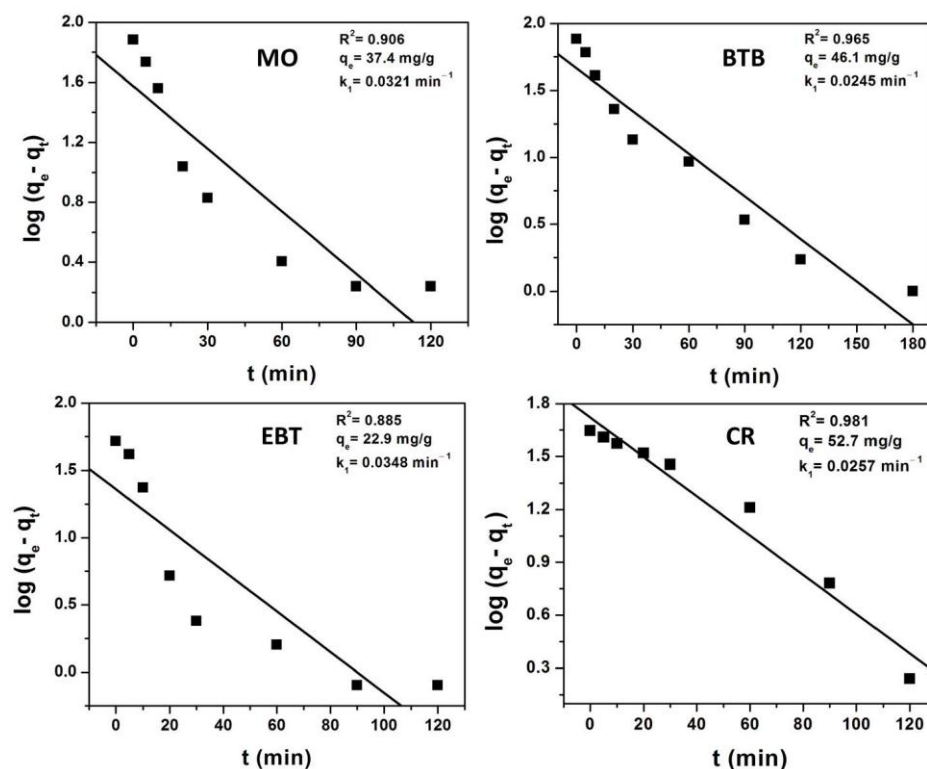 MO
R² = 0.906
qₑ = 37.4 mg/g
k₁= 0.0321 min⁻¹
log (qₑ - qₜ)
2.0
1.6
1.2
0.8
0.4
0.0
0 30 60 90 120
t (min)
BTB
R² = 0.965
qₑ = 46.1 mg/g
k₁= 0.0245 min⁻¹
log (qₑ - qₜ)
2.0
1.5
1.0
0.5
0.0
0 30 60 90 120 150 180
t (min)
EBT
R²= 0.885
qₑ = 22.9 mg/g
k₁= 0.0348 min⁻¹
log (qₑ - qₜ)
2.0
1.5
1.0
0.5
0.0
0 20 40 60 80 100 120
t (min)
CR
R² = 0.981
qₑ = 52.7 mg/g
k₁= 0.0257 min⁻¹
log (qₑ - qₜ)
1.8
1.5
1.2
0.9
0.6
0.3
0 20 40 60 80 100 120
t (min)